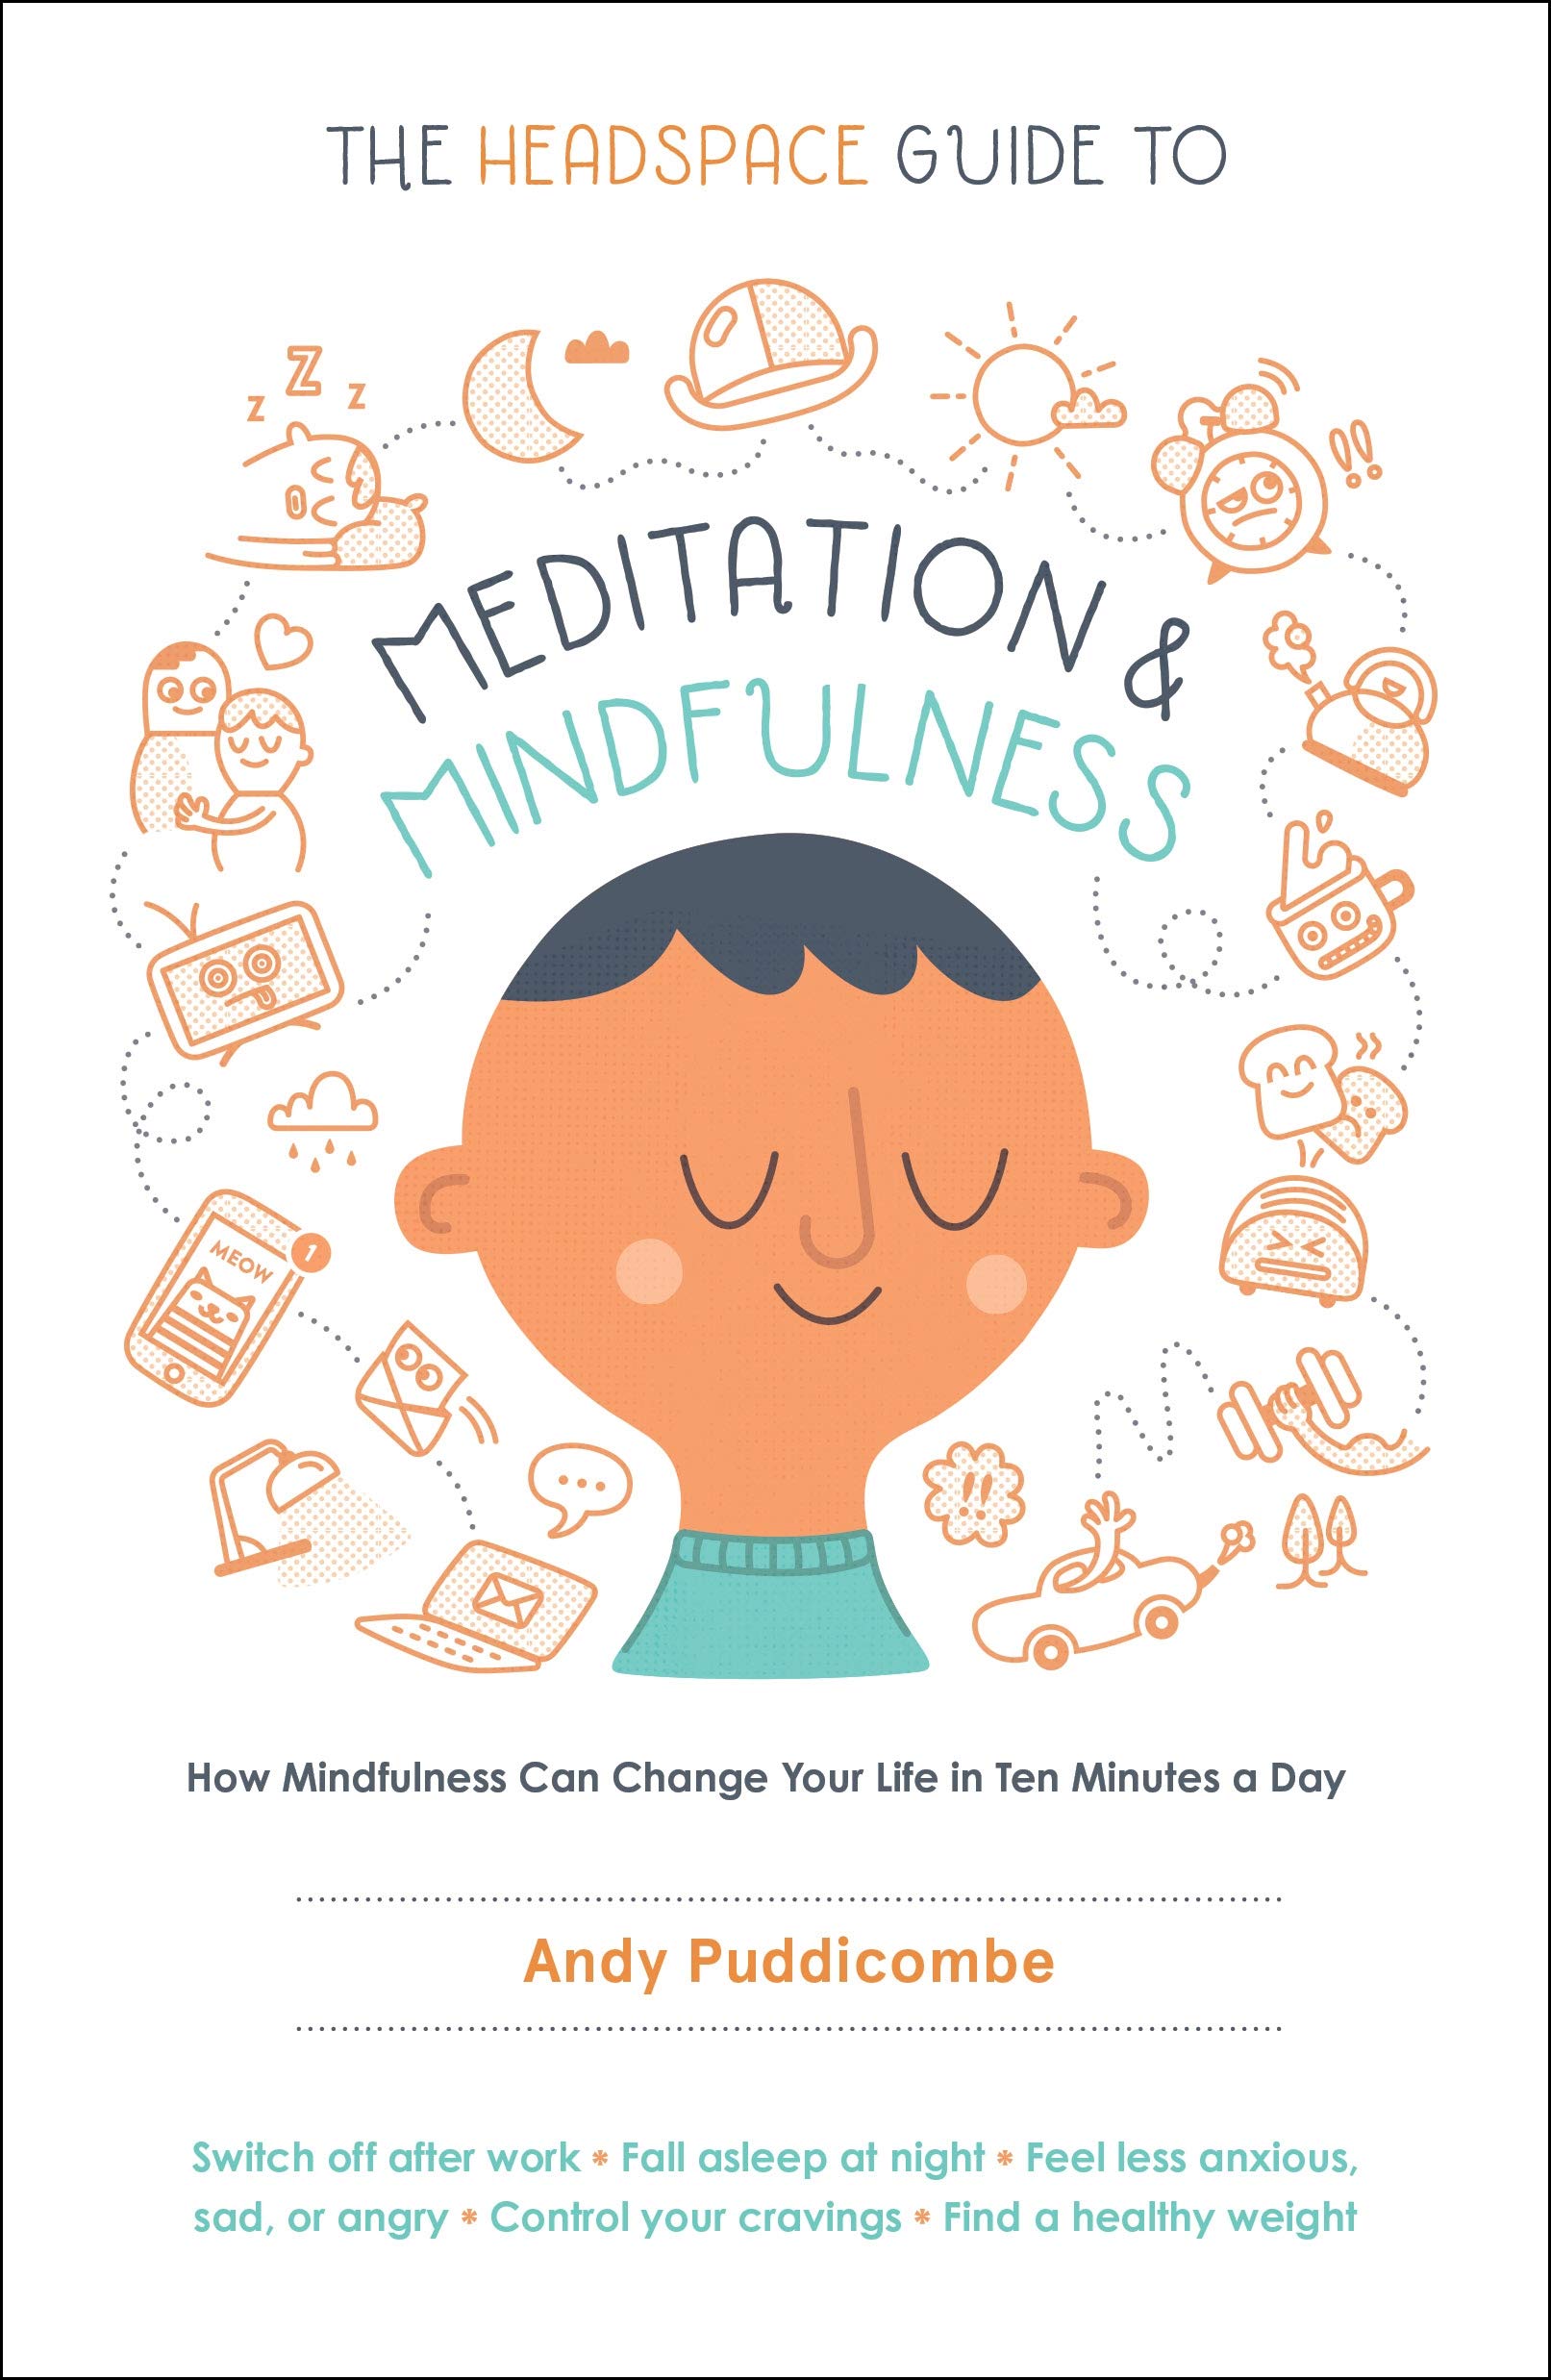 THE HEADSPACE GUIDE TO
z Z z
MEDITATION &
MINDFULNESS
MEOW
1
How Mindfulness Can Change Your Life in Ten Minutes a Day
Andy Puddicombe
Switch off after work * Fall asleep at night * Feel less anxious,
sad, or angry * Control your cravings * Find a healthy weight